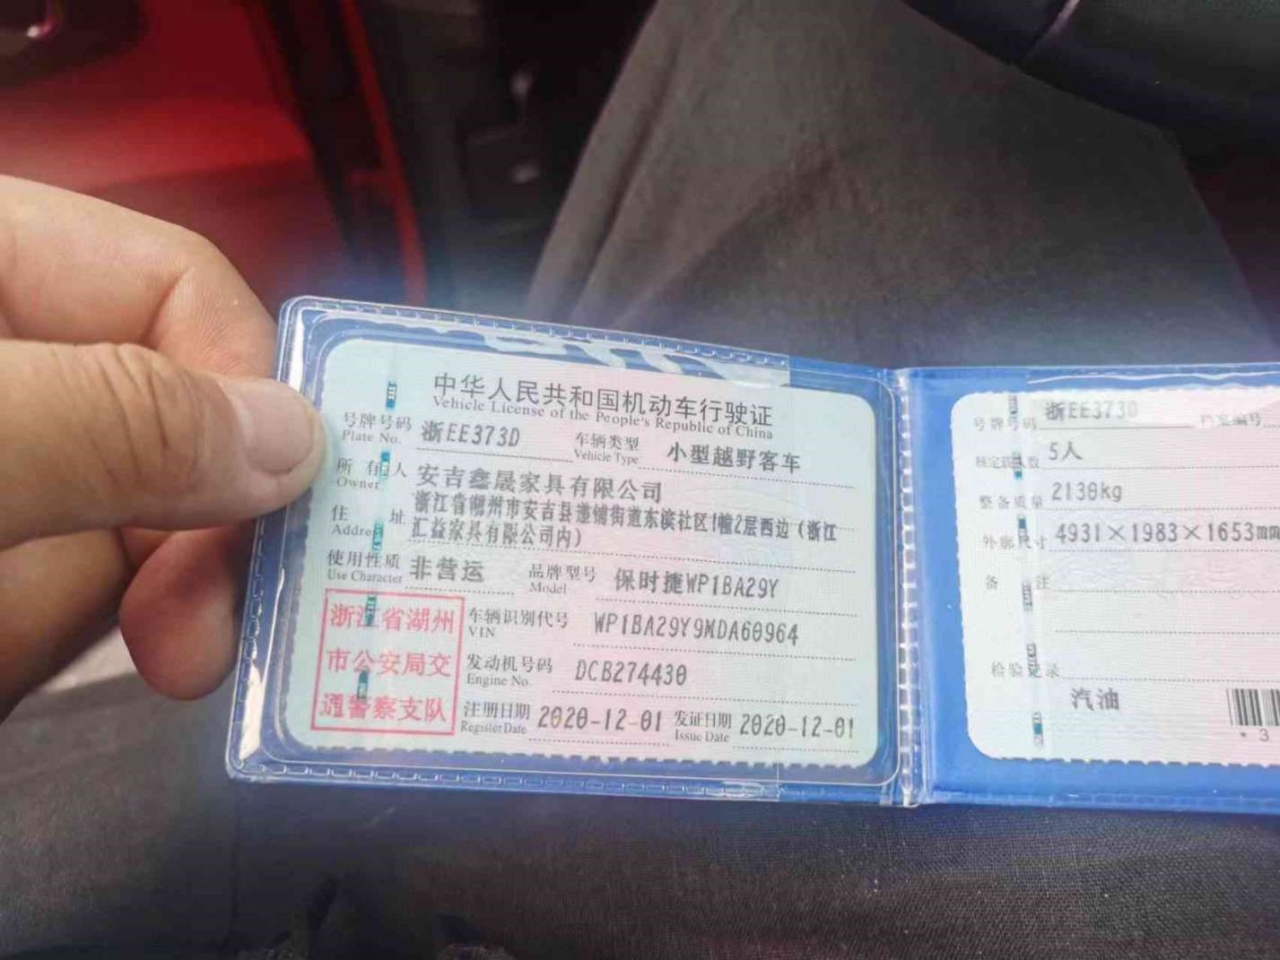 中华人民共和国机动车行驶证
Vehicle License of the People's Republic of China
号牌号码 浙EE373D 车辆类型 小型越野客车
Plate No. Vehicle Type
所有人 安吉鑫晟家具有限公司
Owner
住址 浙江省湖州市安吉县递铺街道东滨社区1幢2层西边（浙江
Address 汇益家具有限公司内）
使用性质 非营运 品牌型号 保时捷WP1BA29Y
Use Character Model
浙江省湖州
市公安局交
通警察支队
车辆识别代号 WP1BA29Y9MDA60964
VIN
发动机号码 DCB274430
Engine No.
注册日期 2020-12-01 发证日期 2020-12-01
Register Date Issue Date
号牌号码 浙EE373D 档案编号
核定载人数 5人
整备质量 2130kg
外廓尺寸 4931×1983×1653mm
备注
检验记录
汽油
*3